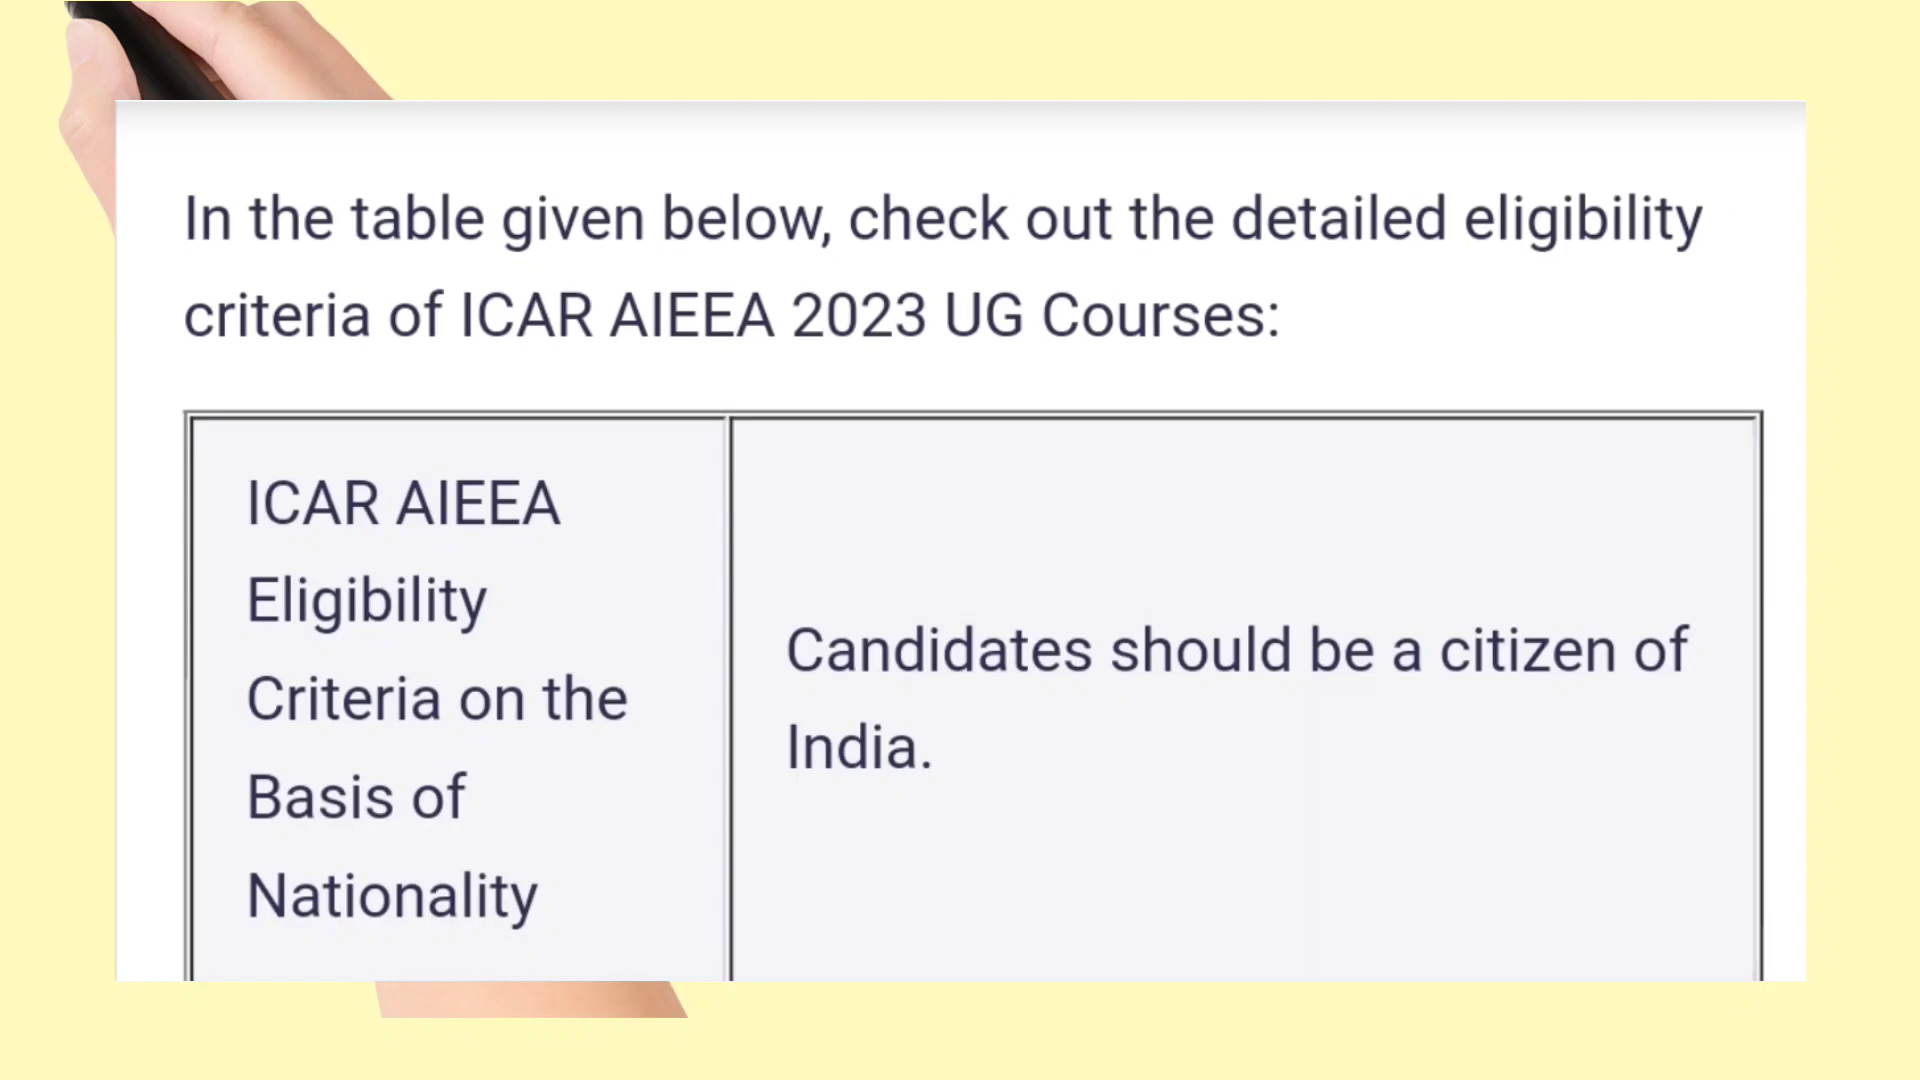 In the table given below, check out the detailed eligibility
criteria of ICAR AIEEA 2023 UG Courses:
ICAR AIEEA
Eligibility
Criteria on the
Basis of
Nationality
Candidates should be a citizen of
India.